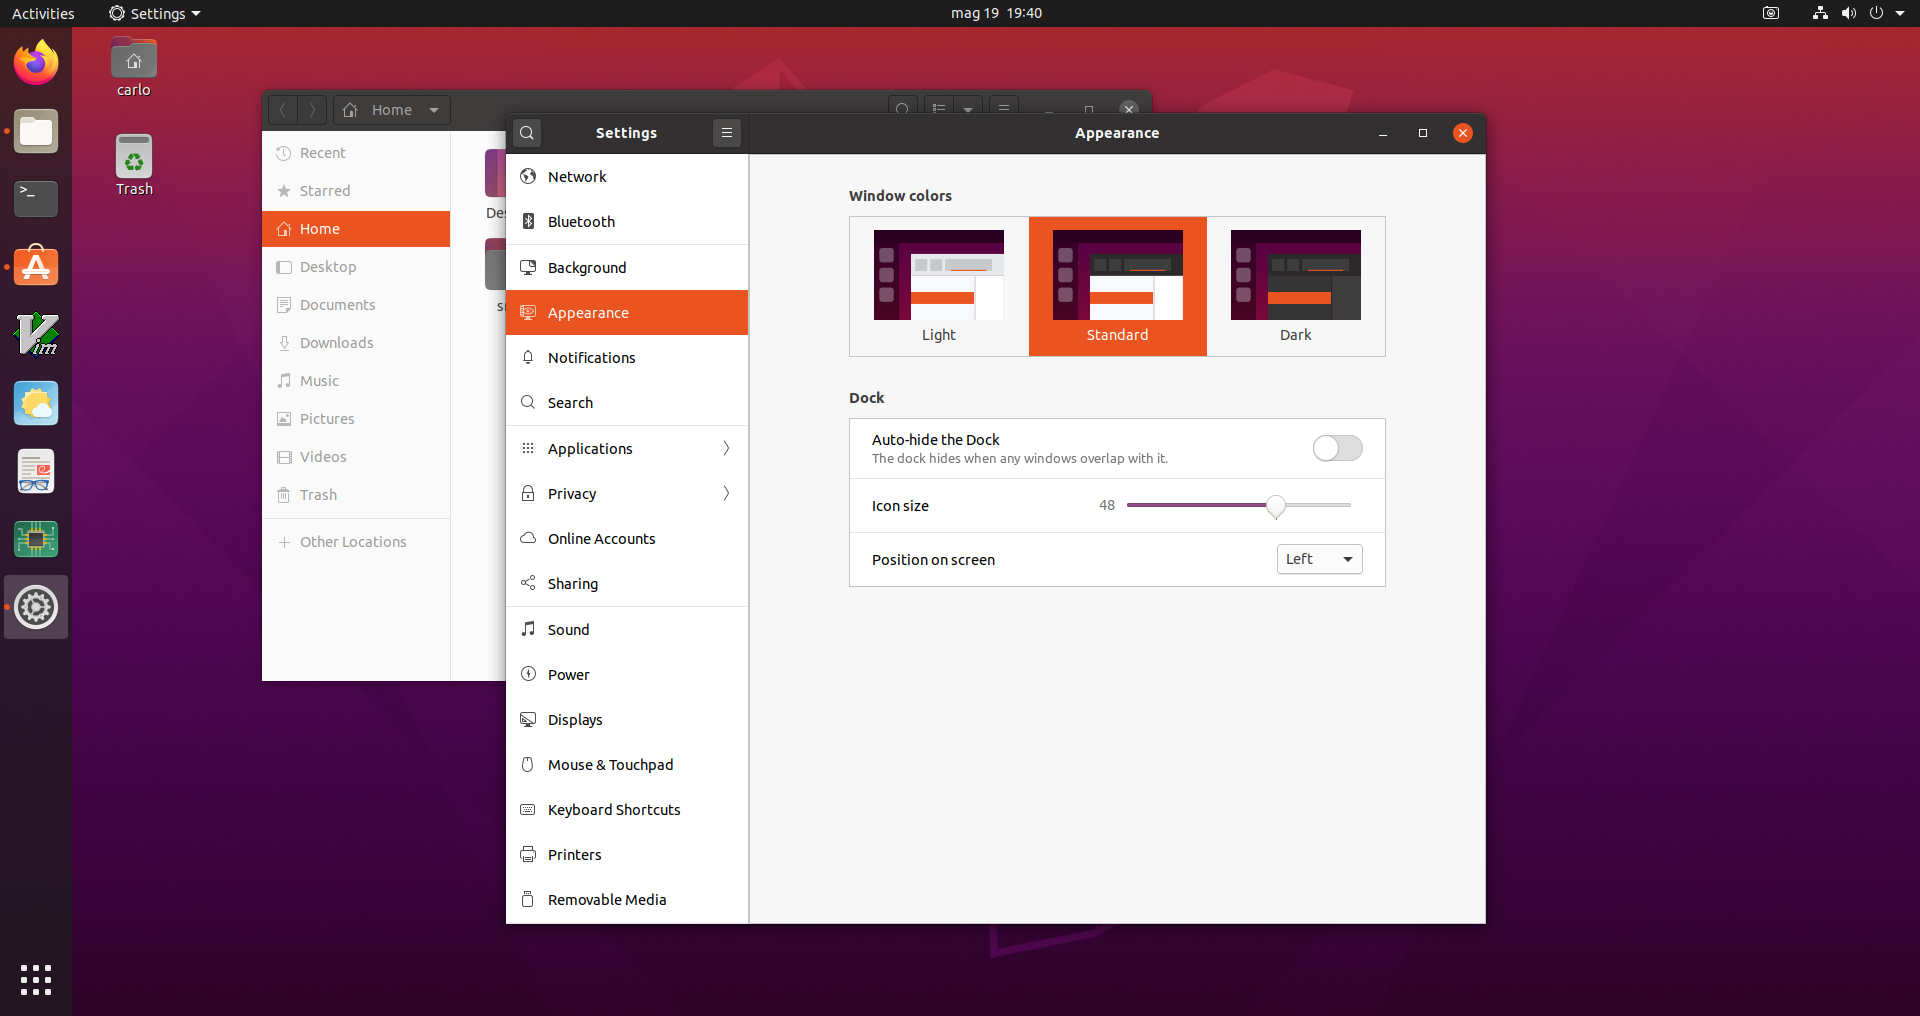 Activities
Settings
mag 19 19:40
carlo
Trash
Home
Recent
Starred
Home
Desktop
Documents
Downloads
Music
Pictures
Videos
Trash
Other Locations
Settings
Network
Bluetooth
Background
Appearance
Notifications
Search
Applications
Privacy
Online Accounts
Sharing
Sound
Power
Displays
Mouse & Touchpad
Keyboard Shortcuts
Printers
Removable Media
Appearance
Window colors
Light
Standard
Dark
Dock
Auto-hide the Dock
The dock hides when any windows overlap with it.
Icon size
48
Position on screen
Left